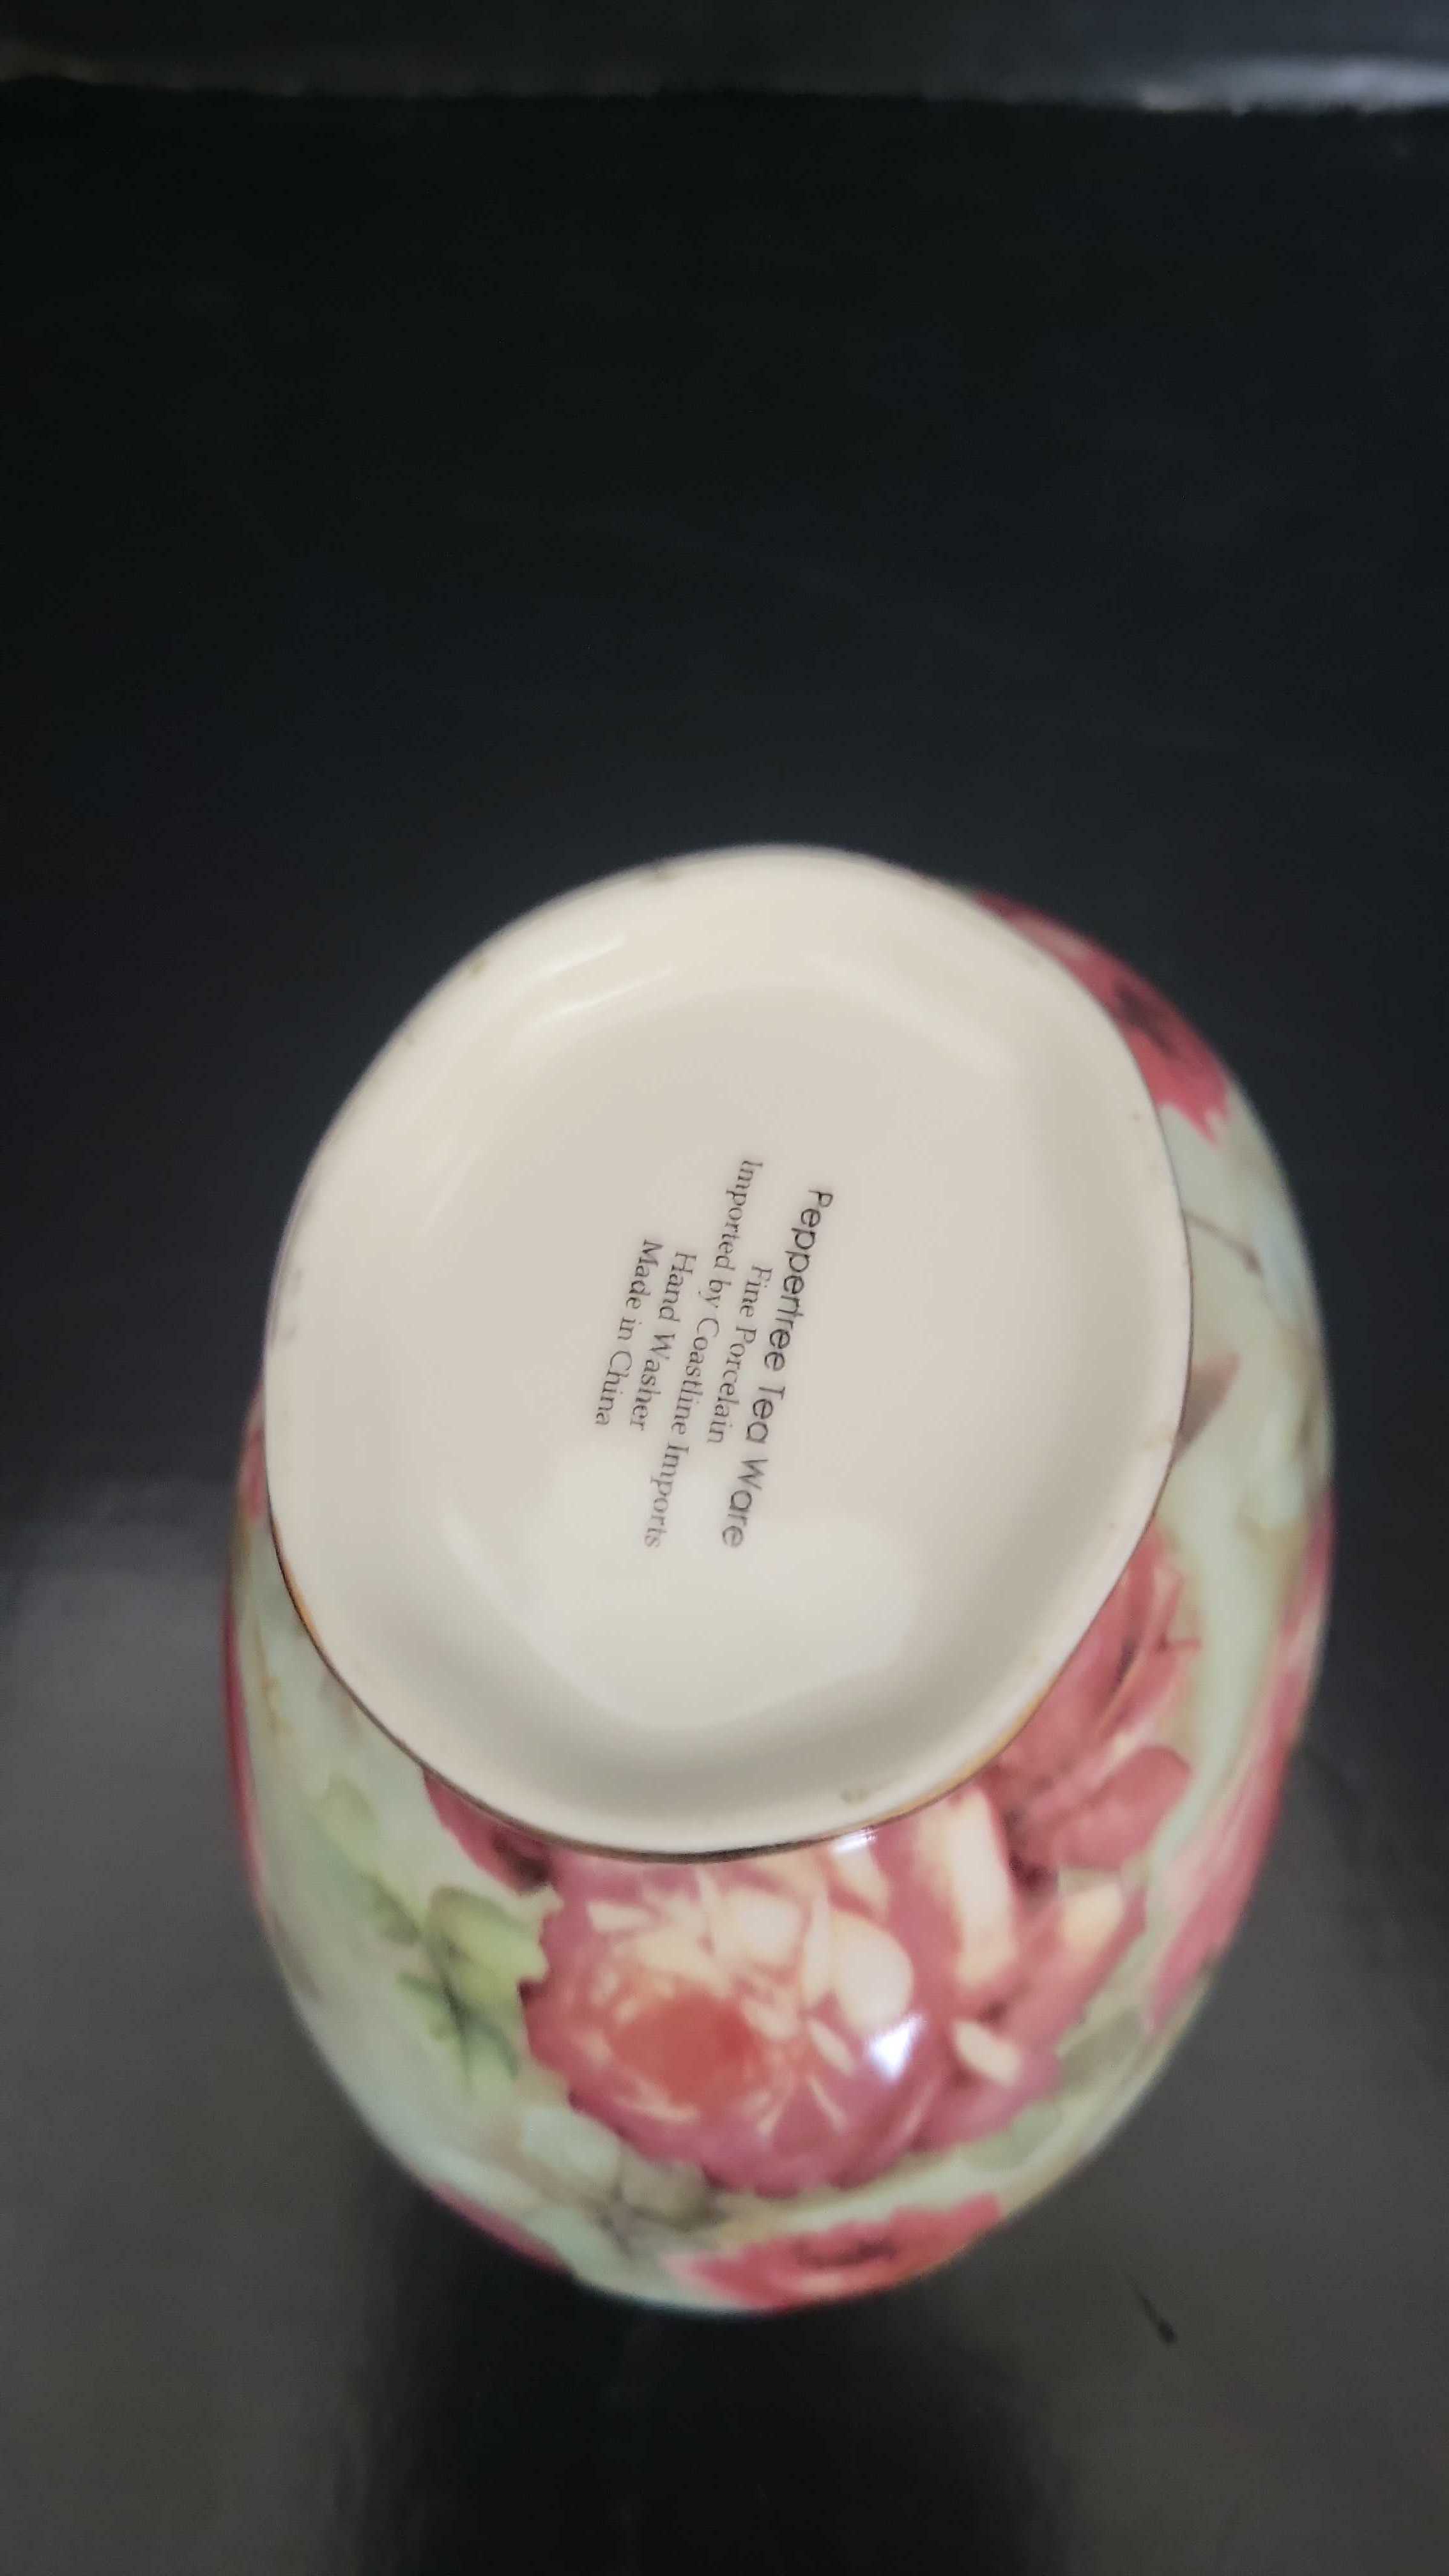 Peppertree Tea Ware
Fine Porcelain
Imported by Coastline Imports
Hand Washer
Made in China